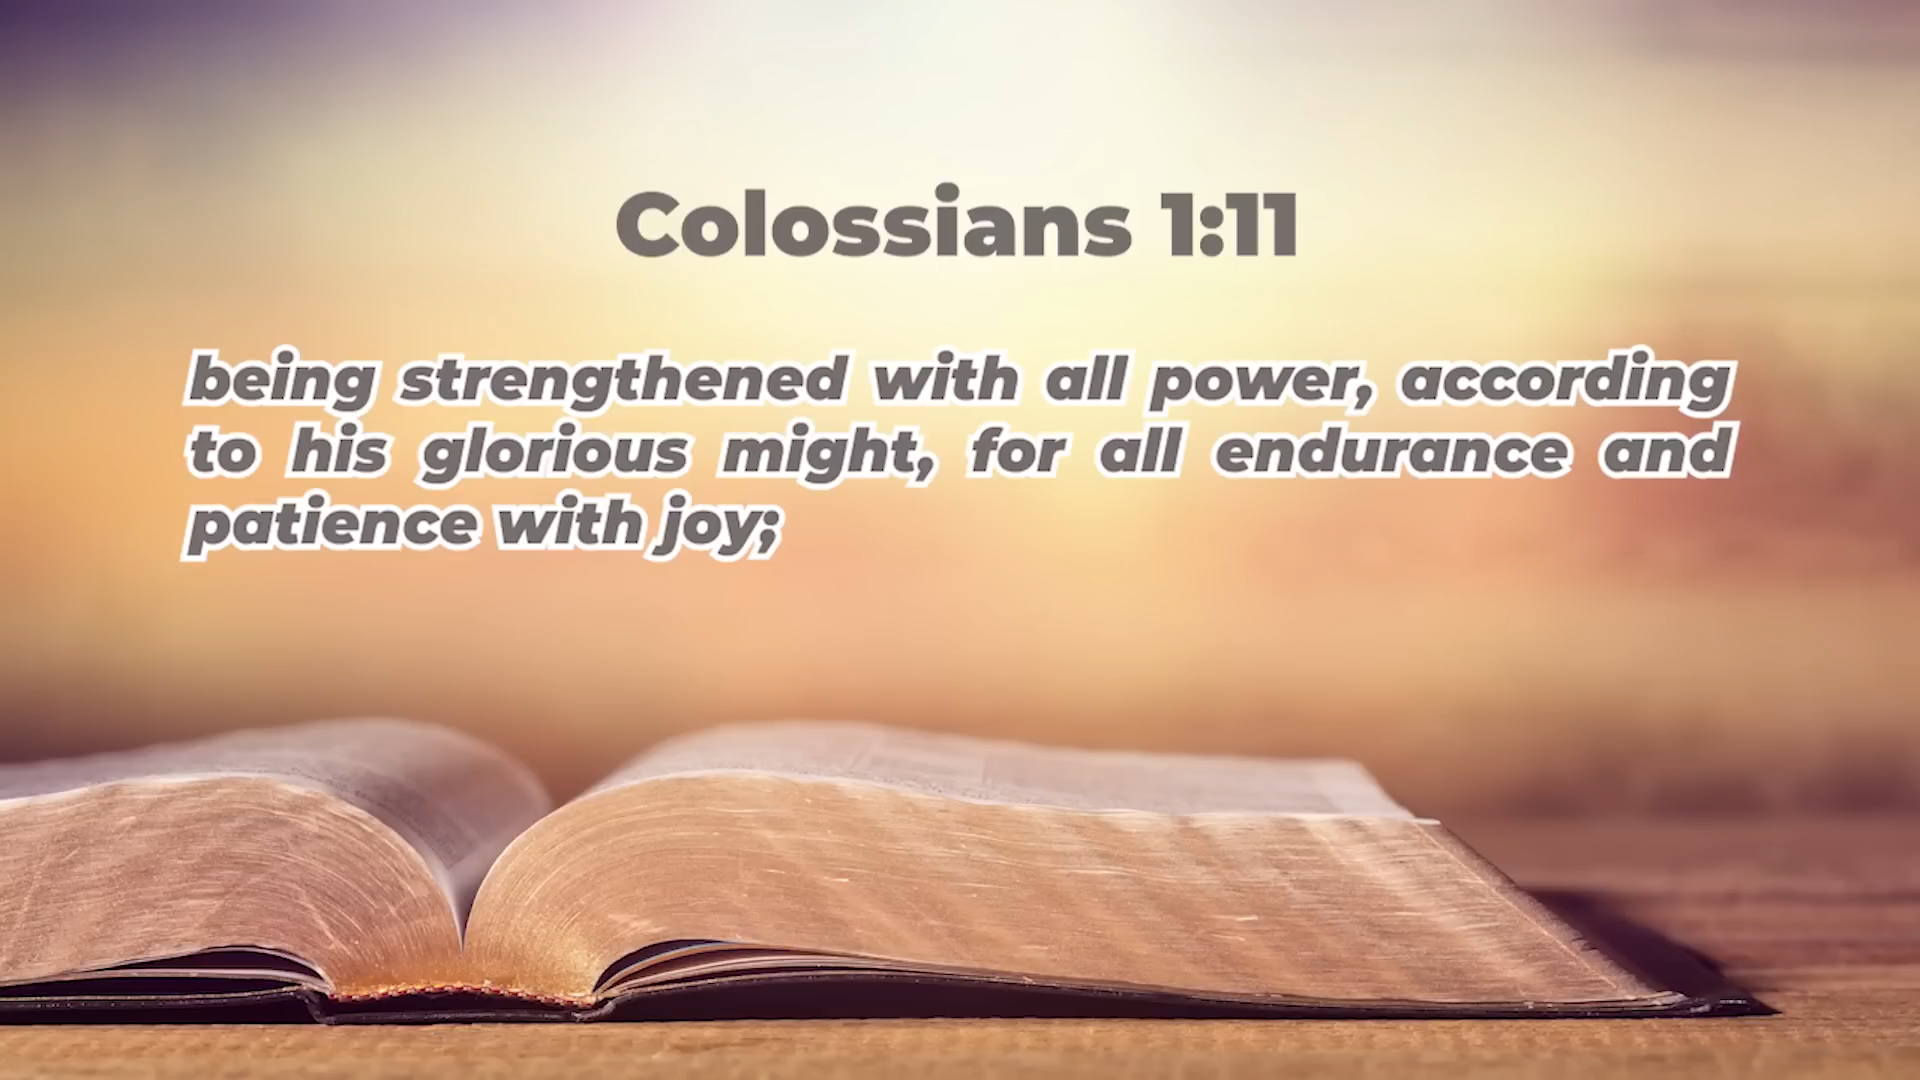 Colossians 1:11
being strengthened with all power, according
to his glorious might, for all endurance and
patience with joy;